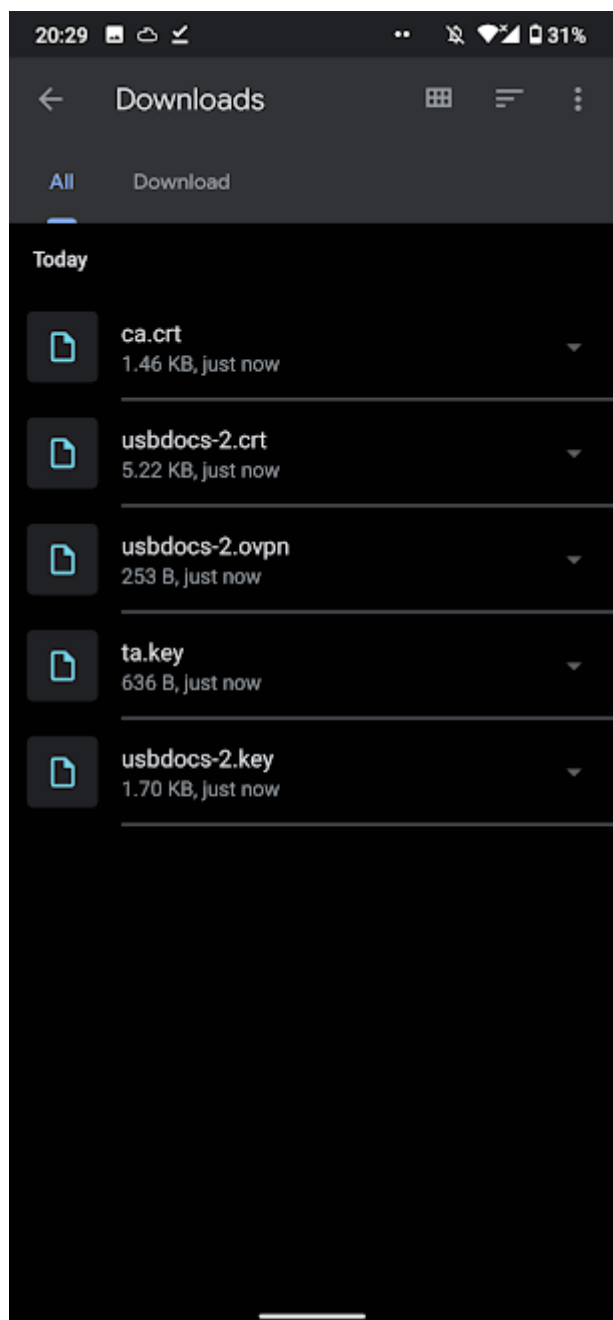 20:29
31%
Downloads
All
Download
Today
ca.crt
1.46 KB, just now
usbdocs-2.crt
5.22 KB, just now
usbdocs-2.ovpn
253 B, just now
ta.key
636 B, just now
usbdocs-2.key
1.70 KB, just now